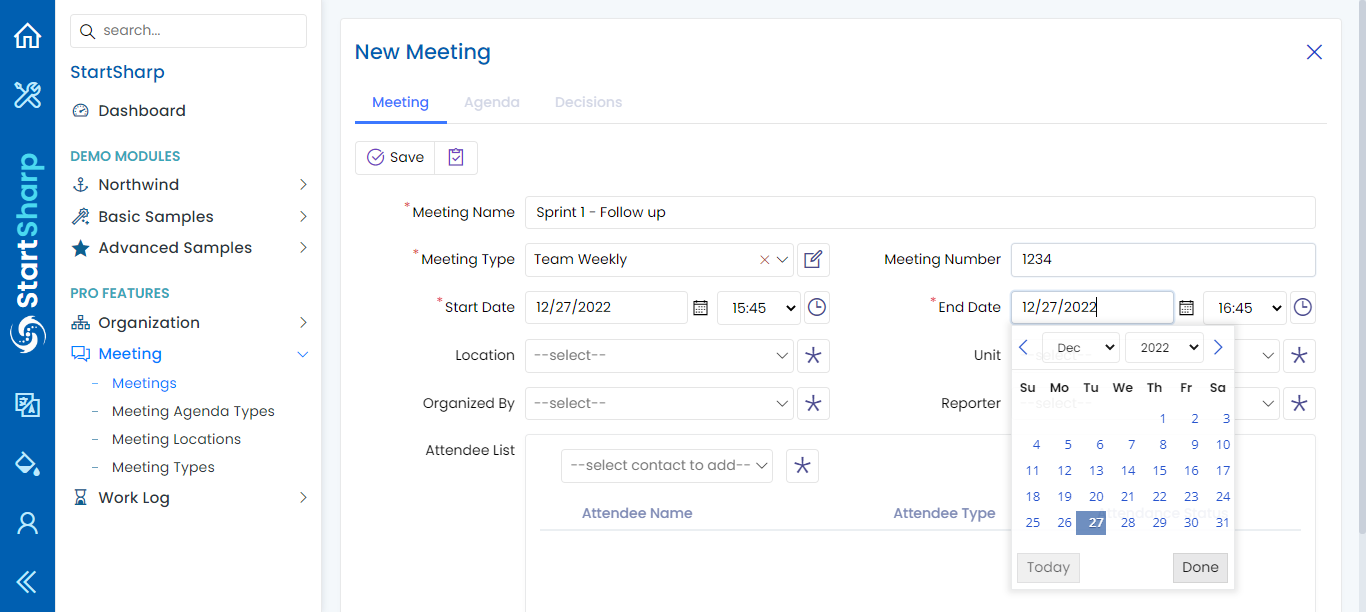 search...
StartSharp
Dashboard
DEMO MODULES
Northwind
Basic Samples
Advanced Samples
PRO FEATURES
Organization
Meeting
Meetings
Meeting Agenda Types
Meeting Locations
Meeting Types
Work Log
StartSharp
New Meeting
Meeting Agenda Decisions
Save
*Meeting Name Sprint 1 - Follow up
*Meeting Type Team Weekly Meeting Number 1234
*Start Date 12/27/2022 15:45 *End Date 12/27/2022 16:45
Location --select-- Unit --select--
Organized By --select-- Reporter --select--
Attendee List
--select contact to add--
Attendee Name Attendee Type Attendance Status
Dec 2022
Su Mo Tu We Th Fr Sa
1 2 3
4 5 6 7 8 9 10
11 12 13 14 15 16 17
18 19 20 21 22 23 24
25 26 27 28 29 30 31
Today Done